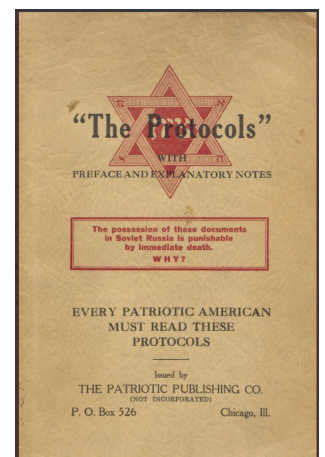 "The Protocols"
WITH
PREFACE AND EXPLANATORY NOTES
The possession of these documents
in Soviet Russia is punishable
by immediate death.
WHY?
EVERY PATRIOTIC AMERICAN
MUST READ THESE
PROTOCOLS
Issued by
THE PATRIOTIC PUBLISHING CO.
(NOT INCORPORATED)
P. O. Box 526 Chicago, Ill.